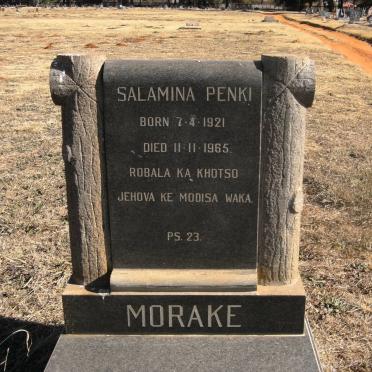 SALAMINA PENKI
BORN 7·4·1921
DIED 11·11·1965
ROBALA KA KHOTSO
JEHOVA KE MODISA WAKA.
PS. 23.
MORAKE